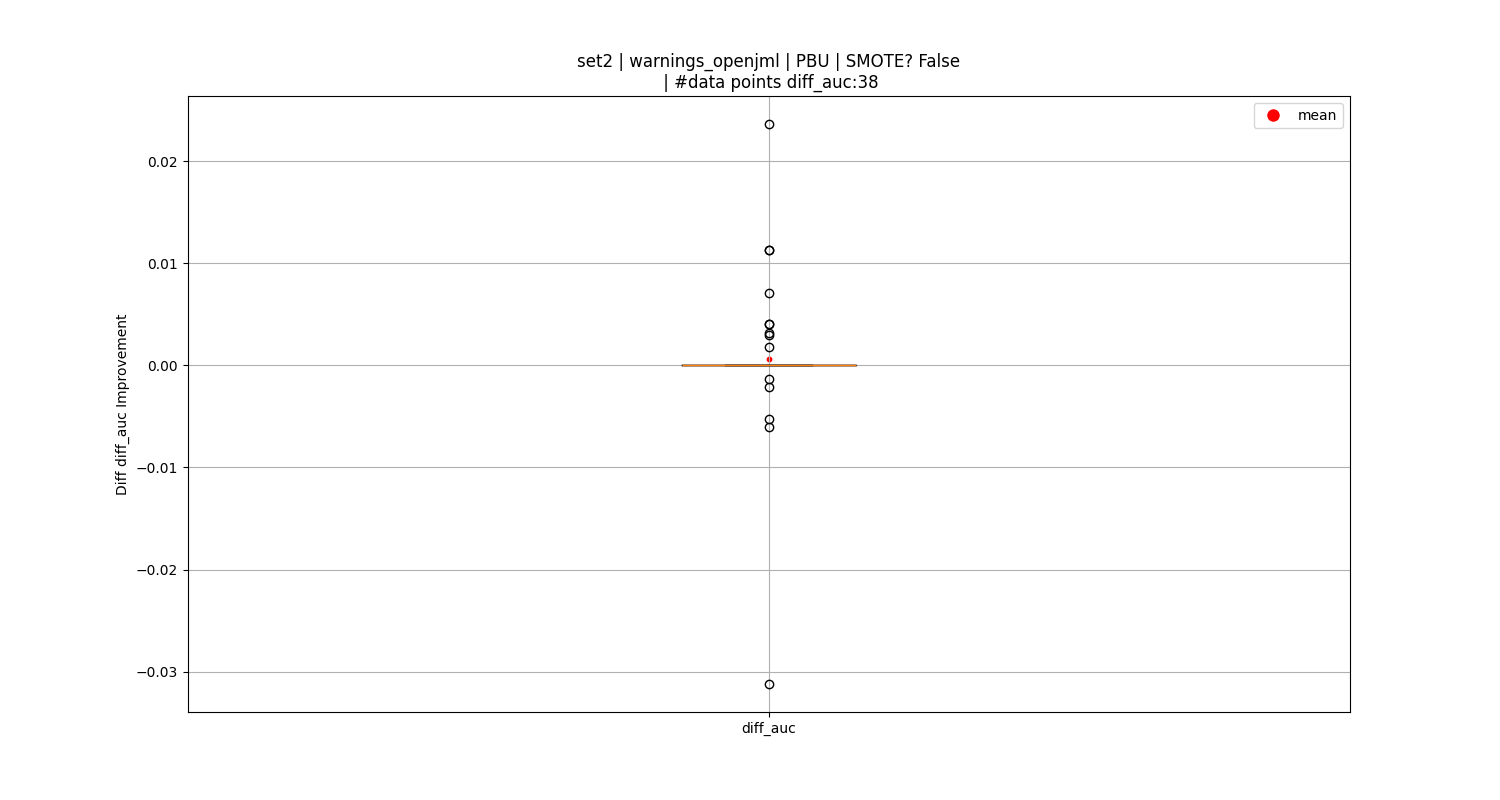 set2 | warnings_openjml | PBU | SMOTE? False
| #data points diff_auc:38
mean
0.02
0.01
0.00
−0.01
−0.02
−0.03
Diff diff_auc Improvement
diff_auc